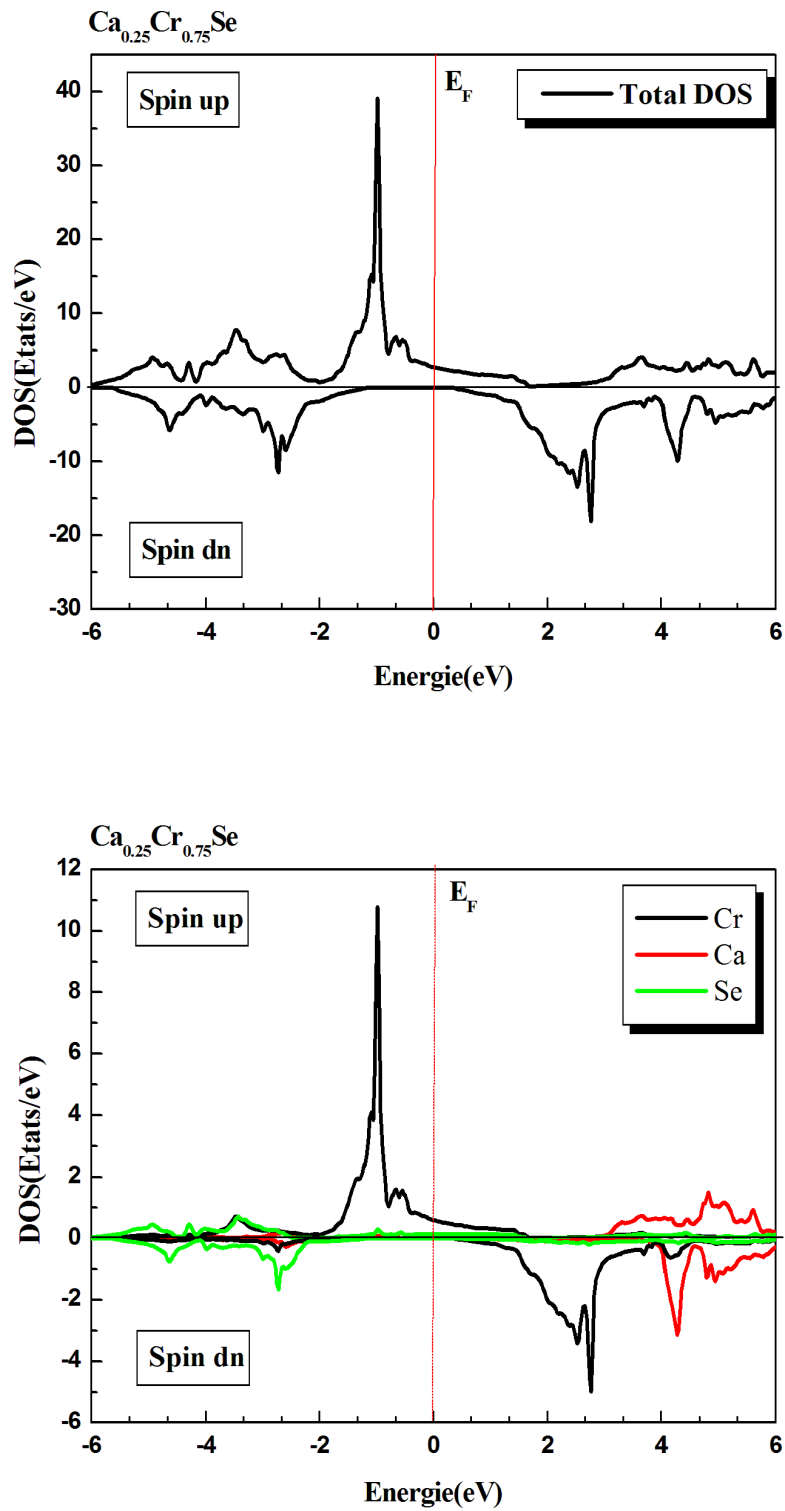 Ca0.25Cr0.75Se
Spin up
EF
Total DOS
40
30
20
10
0
-10
-20
-30
DOS(Etats/eV)
Spin dn
-6 -4 -2 0 2 4 6
Energie(eV)
Ca0.25Cr0.75Se
Spin up
EF
Cr
Ca
Se
12
10
8
6
4
2
0
-2
-4
-6
DOS(Etats/eV)
Spin dn
-6 -4 -2 0 2 4 6
Energie(eV)